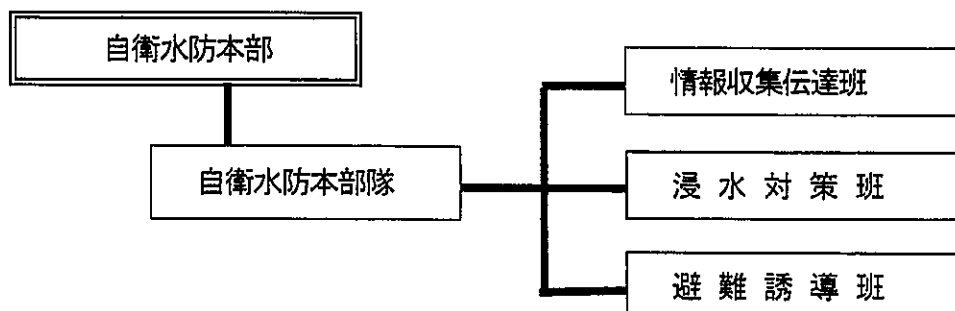 自衛水防本部
情報収集伝達班
自衛水防本部隊
浸水対策班
避難誘導班